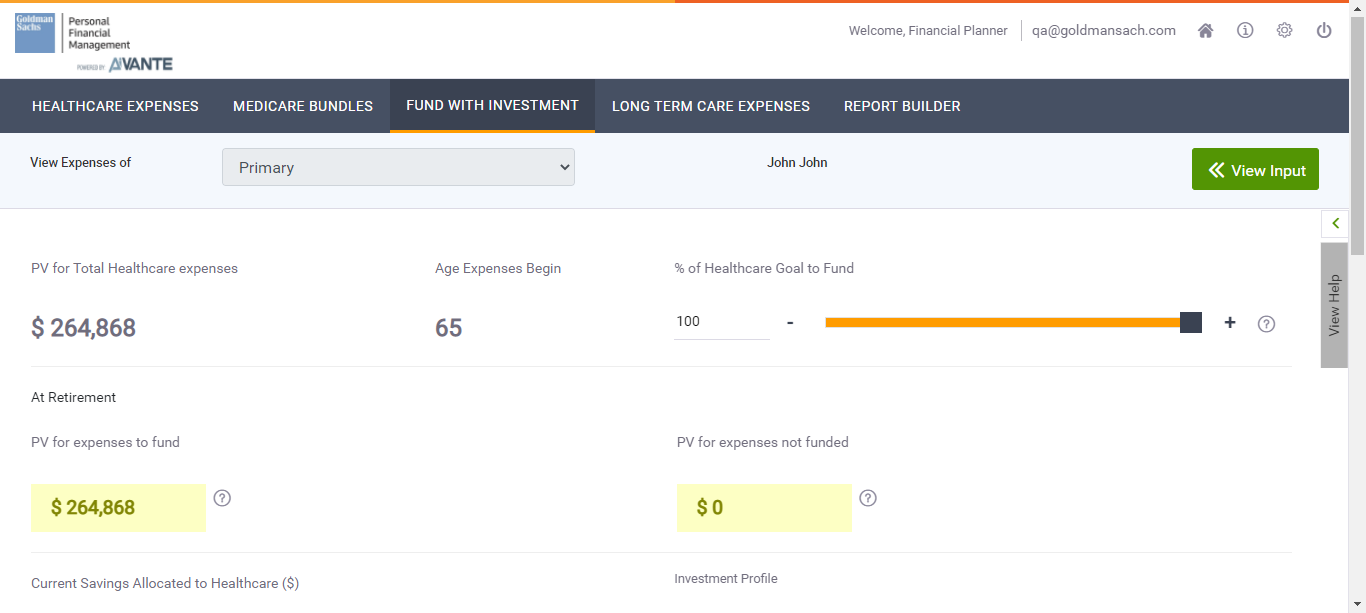 Goldman
Sachs
Personal
Financial
Management
POWERED BY AiVANTE
Welcome, Financial Planner
qa@goldmansach.com
HEALTHCARE EXPENSES
MEDICARE BUNDLES
FUND WITH INVESTMENT
LONG TERM CARE EXPENSES
REPORT BUILDER
View Expenses of
Primary
John John
View Input
View Help
PV for Total Healthcare expenses
Age Expenses Begin
% of Healthcare Goal to Fund
$ 264,868
65
100
-
+
?
At Retirement
PV for expenses to fund
PV for expenses not funded
$ 264,868
?
$ 0
?
Current Savings Allocated to Healthcare ($)
Investment Profile